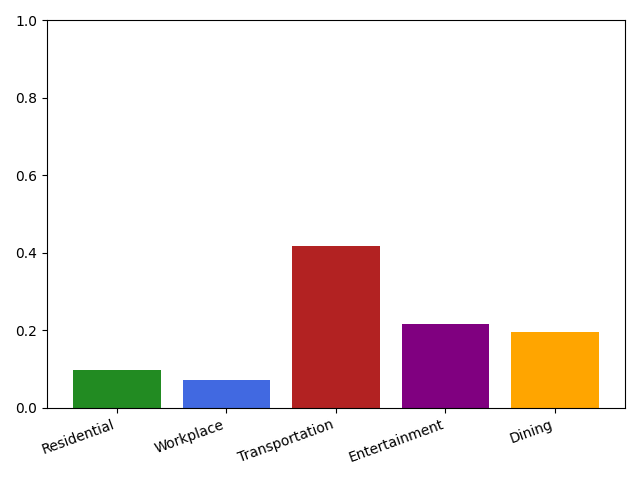 1.0
0.8
0.6
0.4
0.2
0.0
Residential
Workplace
Transportation
Entertainment
Dining